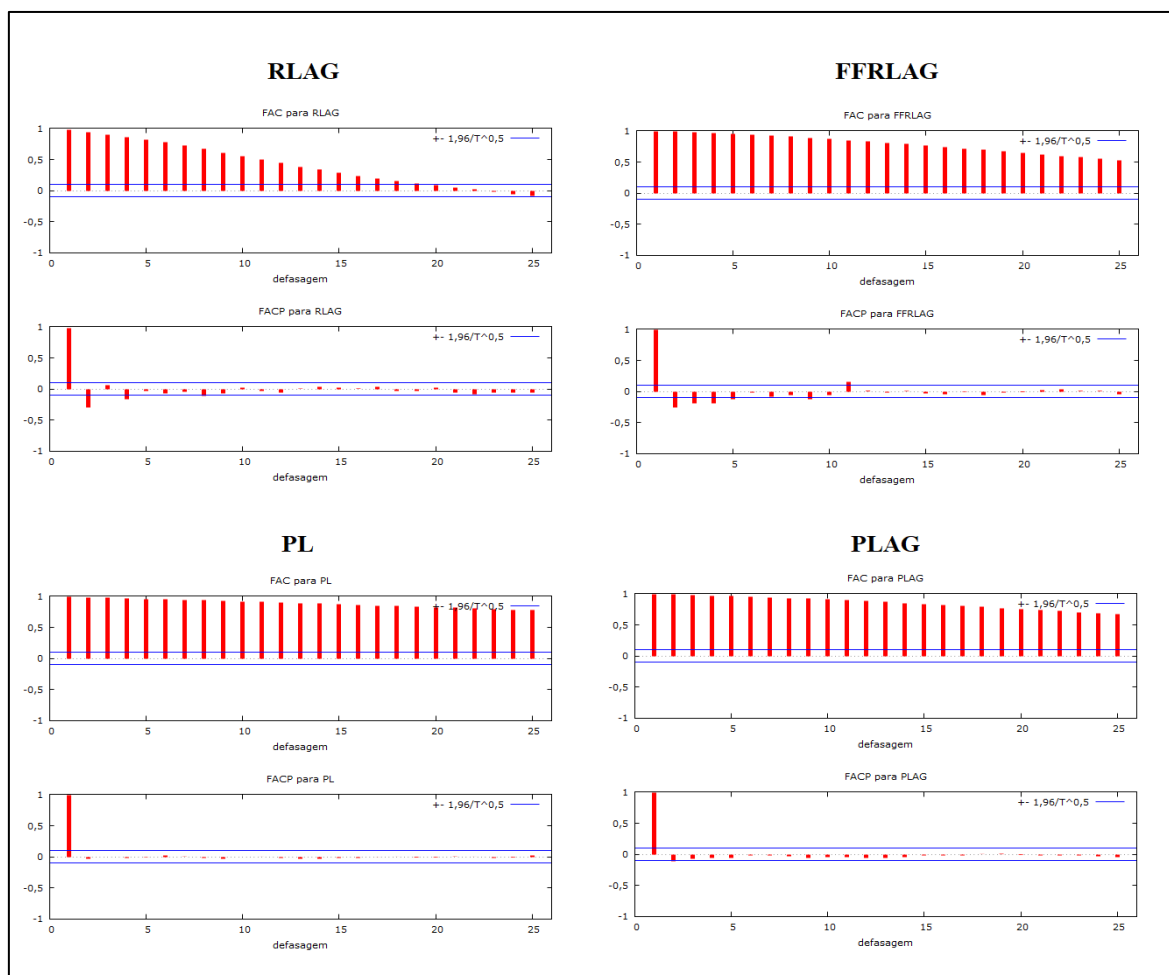 RLAG
FAC para RLAG
+- 1,96/T^0,5
1
0,5
0
-0,5
-1
0 5 10 15 20 25
defasagem
FACP para RLAG
+- 1,96/T^0,5
1
0,5
0
-0,5
-1
0 5 10 15 20 25
defasagem
FFRLAG
FAC para FFRLAG
+- 1,96/T^0,5
1
0,5
0
-0,5
-1
0 5 10 15 20 25
defasagem
FACP para FFRLAG
+- 1,96/T^0,5
1
0,5
0
-0,5
-1
0 5 10 15 20 25
defasagem
PL
FAC para PL
+- 1,96/T^0,5
1
0,5
0
-0,5
-1
0 5 10 15 20 25
defasagem
FACP para PL
+- 1,96/T^0,5
1
0,5
0
-0,5
-1
0 5 10 15 20 25
defasagem
PLAG
FAC para PLAG
+- 1,96/T^0,5
1
0,5
0
-0,5
-1
0 5 10 15 20 25
defasagem
FACP para PLAG
+- 1,96/T^0,5
1
0,5
0
-0,5
-1
0 5 10 15 20 25
defasagem